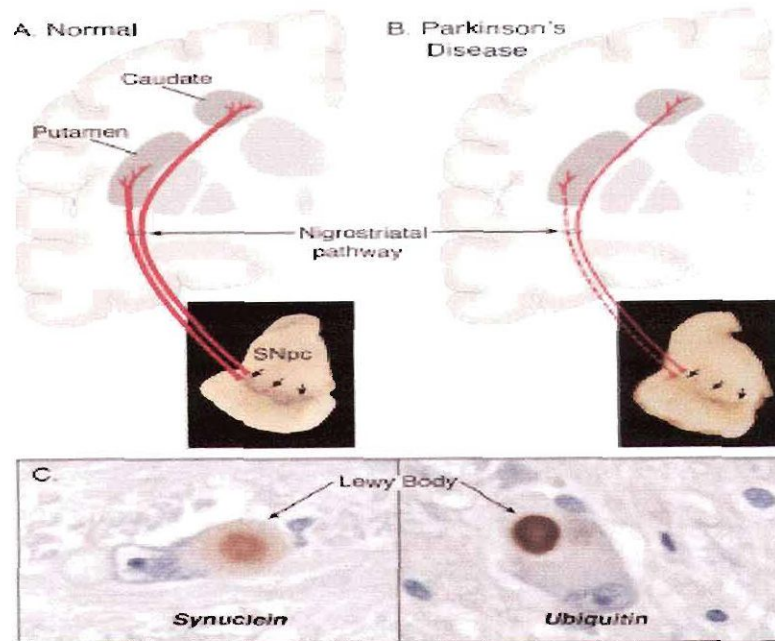 A. Normal
B. Parkinson's
Disease
Caudate
Putamen
Nigrostriatal
pathway
SNpc
C.
Lewy Body
Synuclein
Ubiquitin